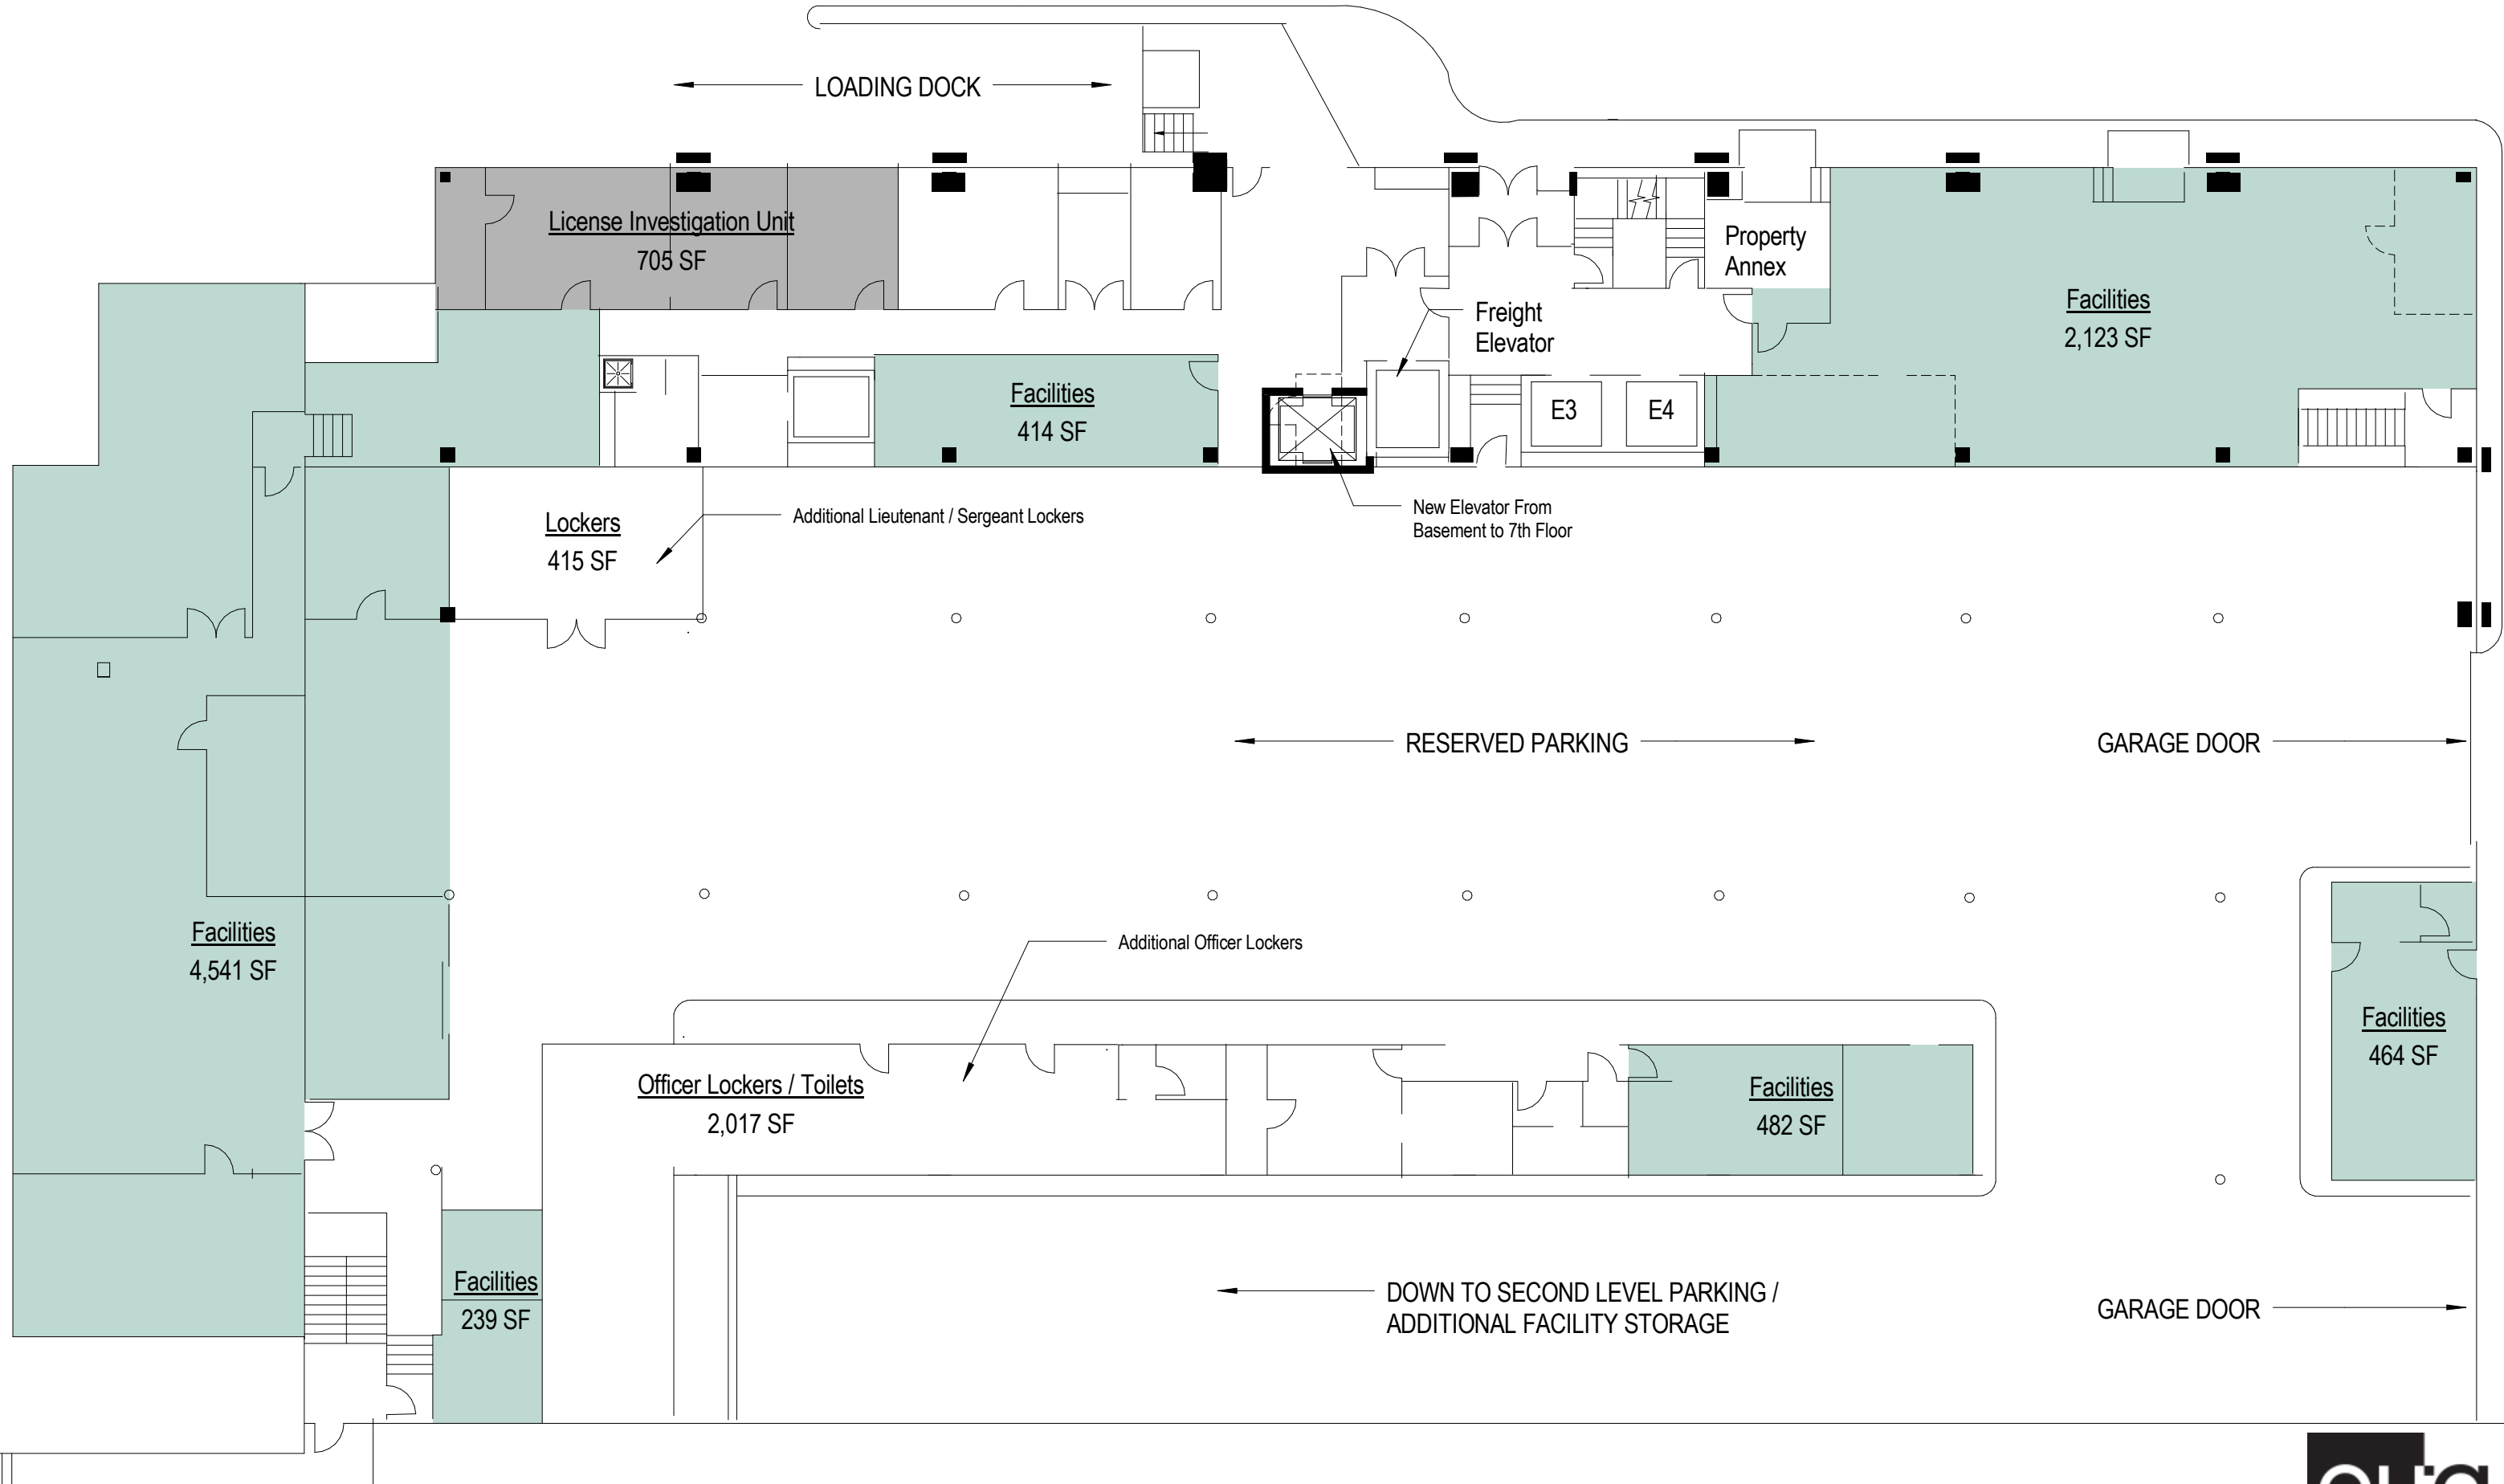 LOADING DOCK
License Investigation Unit
705 SF
Property
Annex
Facilities
2,123 SF
Freight
Elevator
Facilities
414 SF
E3
E4
Lockers
415 SF
Additional Lieutenant / Sergeant Lockers
New Elevator From
Basement to 7th Floor
RESERVED PARKING
GARAGE DOOR
Facilities
4,541 SF
Additional Officer Lockers
Facilities
464 SF
Officer Lockers / Toilets
2,017 SF
Facilities
482 SF
Facilities
239 SF
DOWN TO SECOND LEVEL PARKING /
ADDITIONAL FACILITY STORAGE
GARAGE DOOR